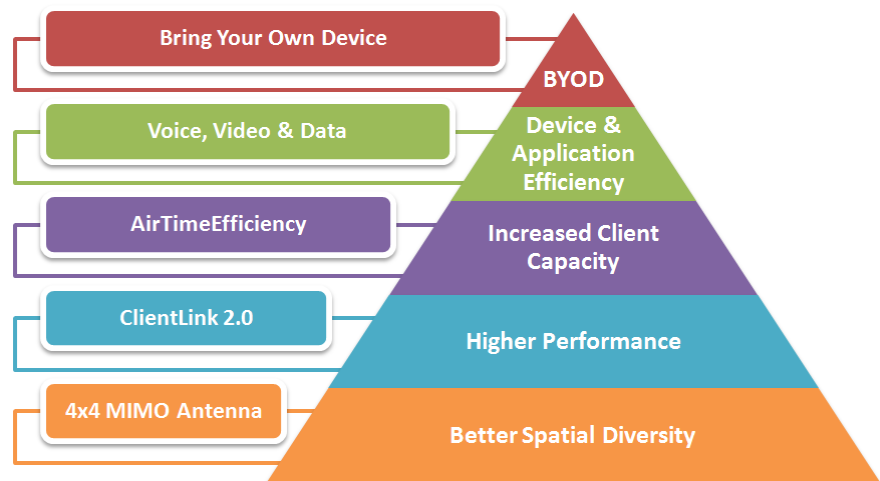 Bring Your Own Device
BYOD
Voice, Video & Data
Device &
Application
Efficiency
AirTimeEfficiency
Increased Client
Capacity
ClientLink 2.0
Higher Performance
4x4 MIMO Antenna
Better Spatial Diversity